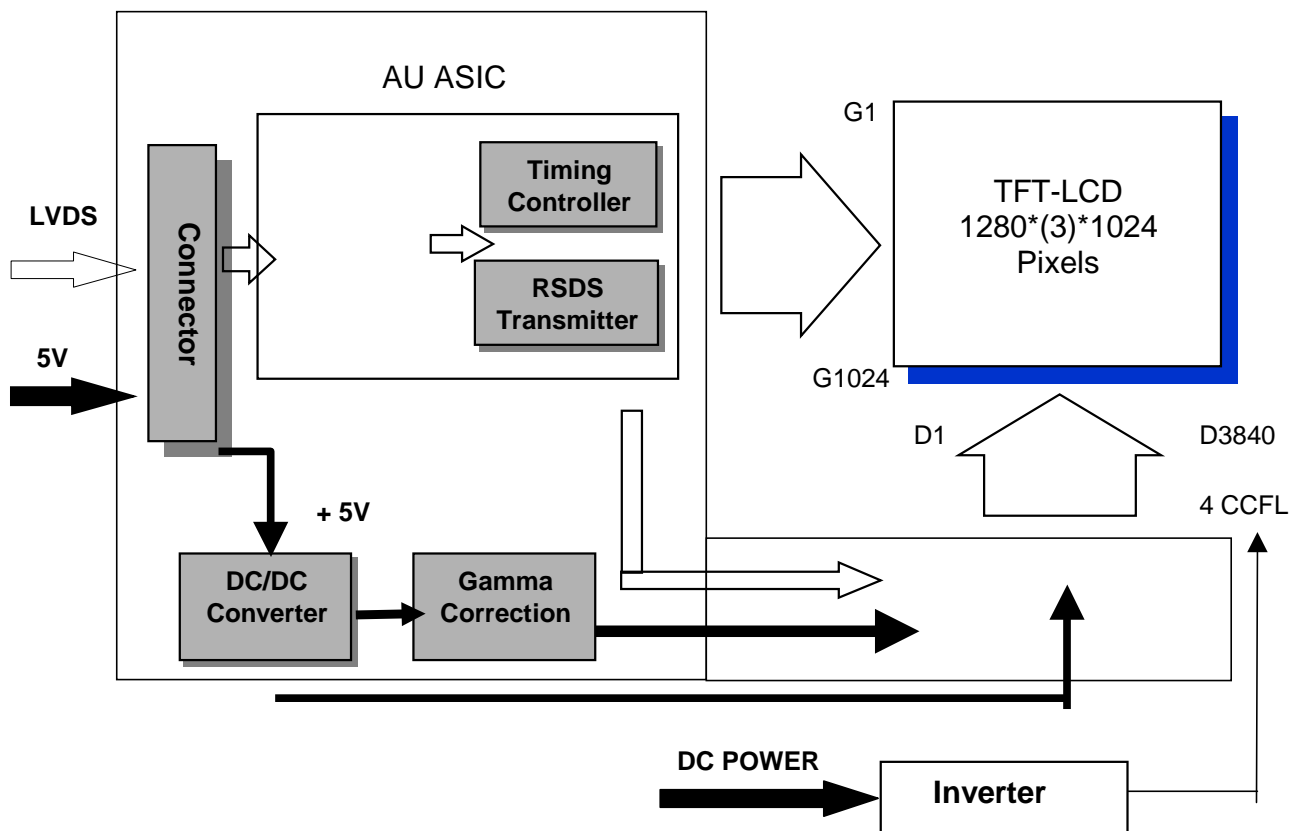 AU ASIC
G1
Timing
Controller
TFT-LCD
1280*(3)*1024
Pixels
LVDS
Connector
RSDS
Transmitter
5V
G1024
D1
D3840
4 CCFL
+ 5V
DC/DC
Converter
Gamma
Correction
DC POWER
Inverter